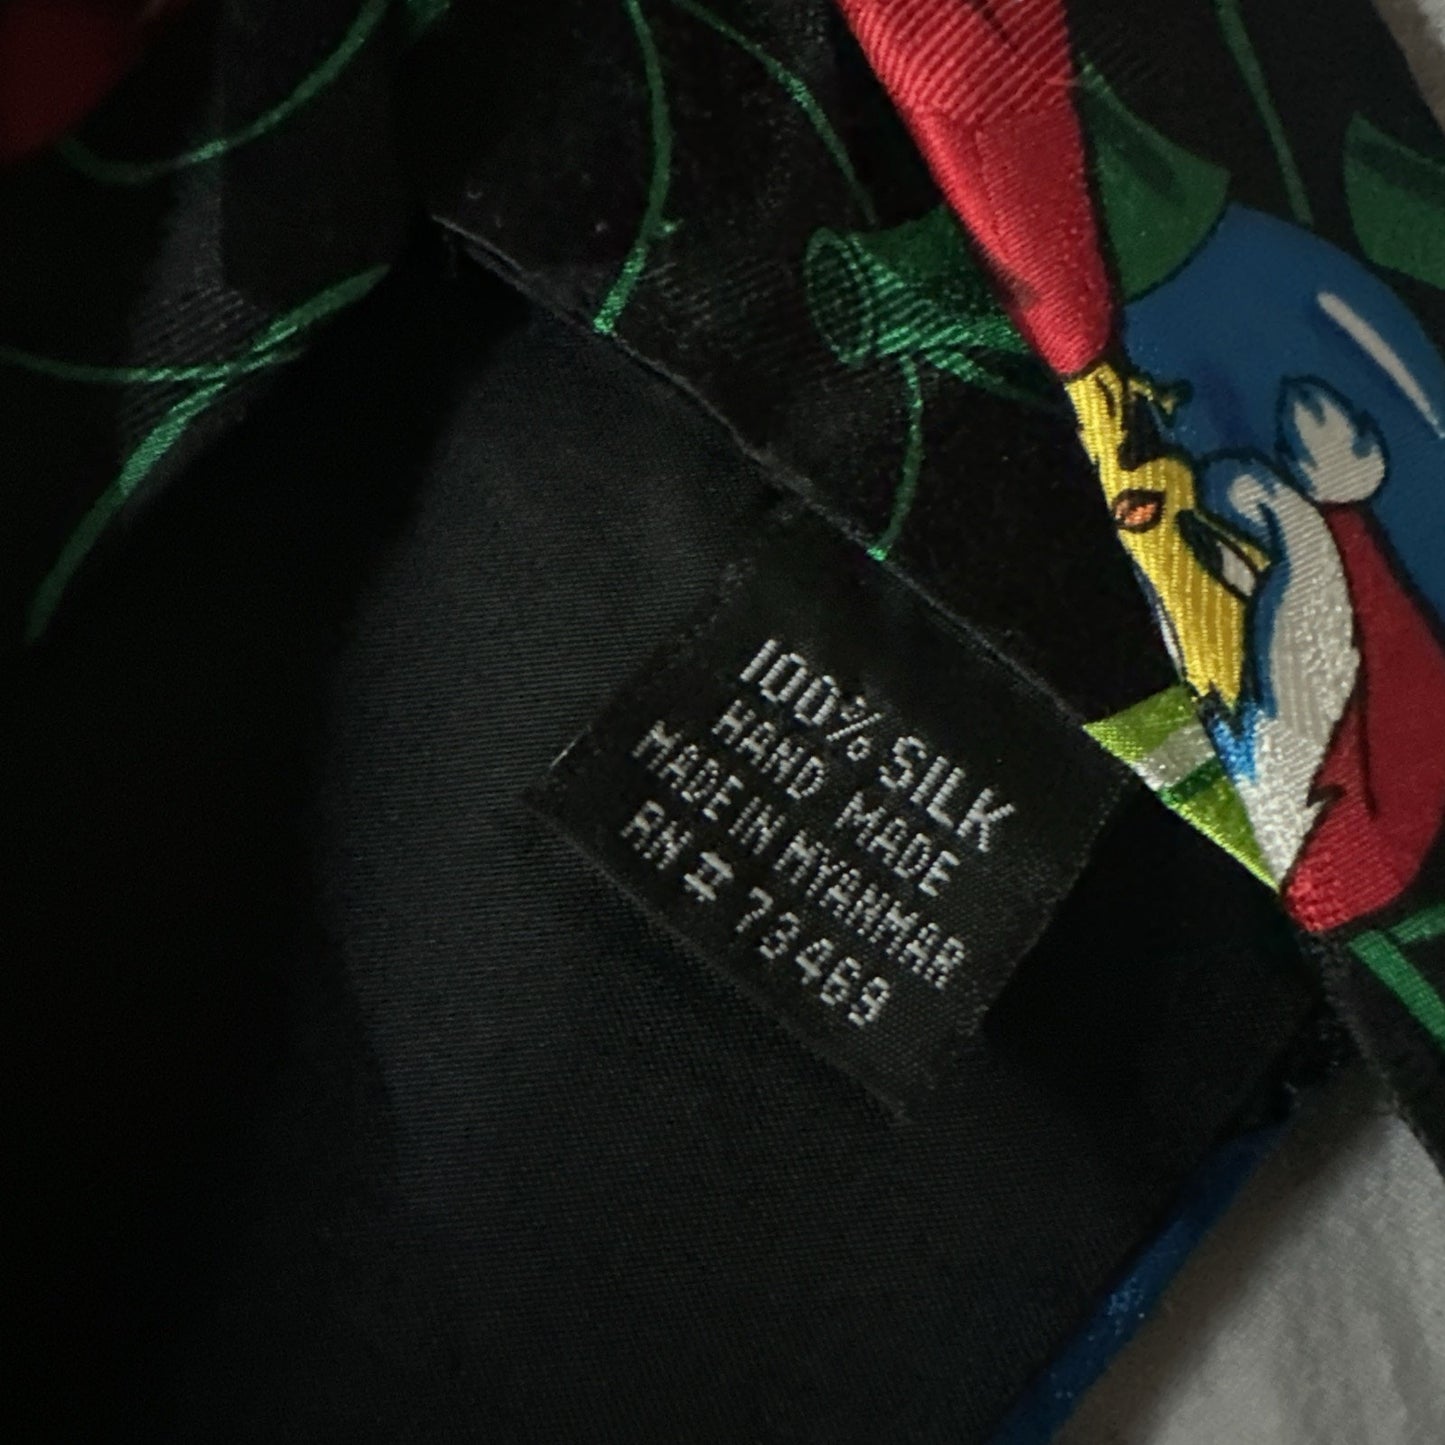 100% SILK
HAND MADE
MADE IN MYANMAR
RN # 73469